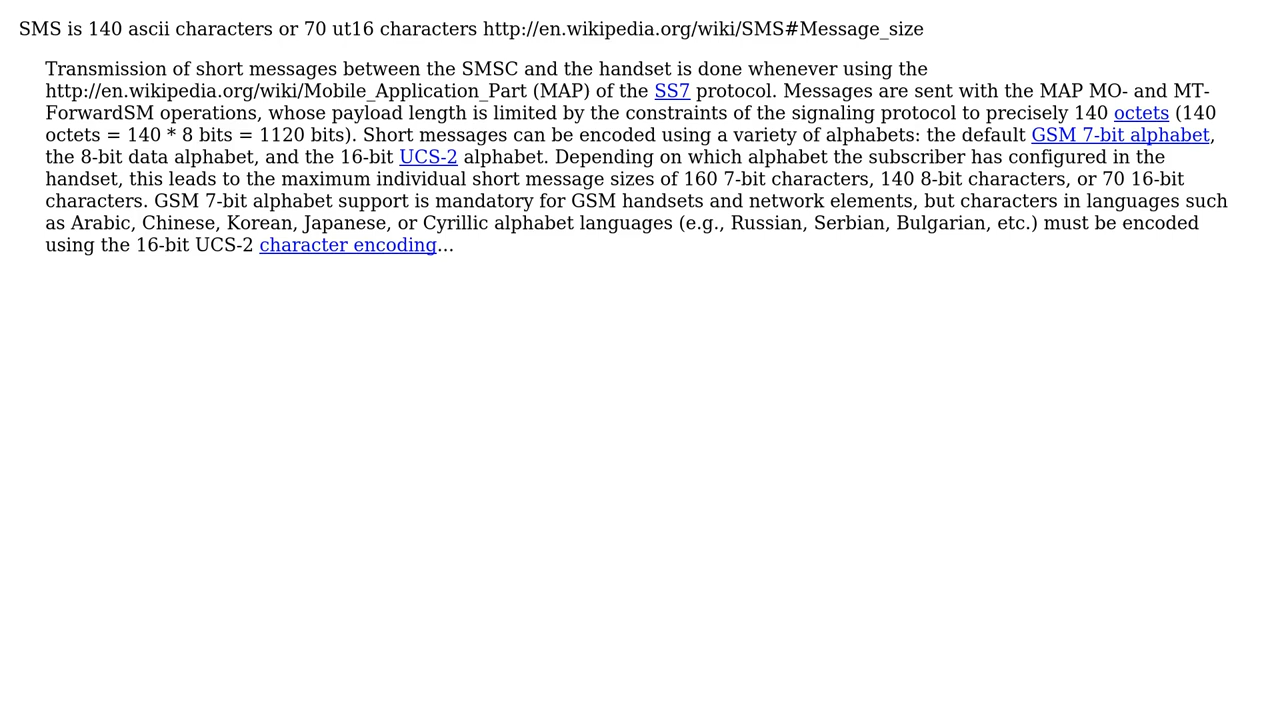 SMS is 140 ascii characters or 70 ut16 characters http://en.wikipedia.org/wiki/SMS#Message_size
Transmission of short messages between the SMSC and the handset is done whenever using the
http://en.wikipedia.org/wiki/Mobile_Application_Part (MAP) of the SS7 protocol. Messages are sent with the MAP MO- and MT-
ForwardSM operations, whose payload length is limited by the constraints of the signaling protocol to precisely 140 octets (140
octets = 140 * 8 bits = 1120 bits). Short messages can be encoded using a variety of alphabets: the default GSM 7-bit alphabet,
the 8-bit data alphabet, and the 16-bit UCS-2 alphabet. Depending on which alphabet the subscriber has configured in the
handset, this leads to the maximum individual short message sizes of 160 7-bit characters, 140 8-bit characters, or 70 16-bit
characters. GSM 7-bit alphabet support is mandatory for GSM handsets and network elements, but characters in languages such
as Arabic, Chinese, Korean, Japanese, or Cyrillic alphabet languages (e.g., Russian, Serbian, Bulgarian, etc.) must be encoded
using the 16-bit UCS-2 character encoding...